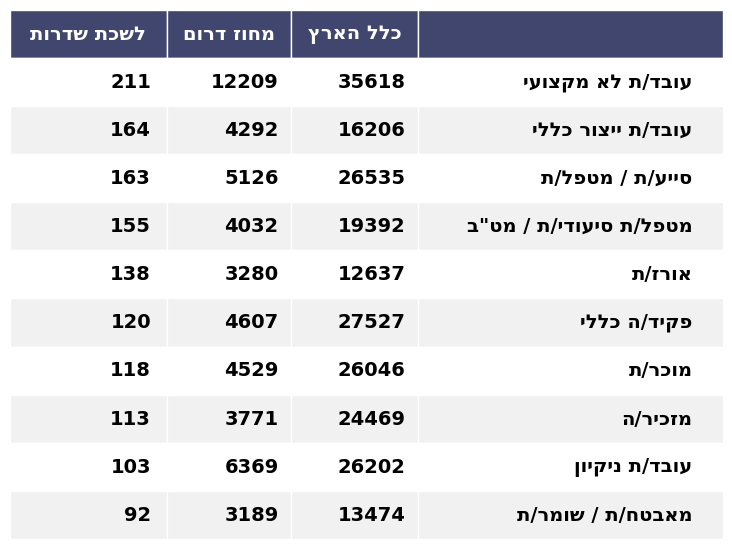 כלל הארץ מחוז דרום לשכת שדרות
עובד/ת לא מקצועי 35618 12209 211
עובד/ת ייצור כללי 16206 4292 164
סייע/ת / מטפל/ת 26535 5126 163
מטפל/ת סיעודי/ת / מט"ב 19392 4032 155
אורז/ת 12637 3280 138
פקיד/ה כללי 27527 4607 120
מוכר/ת 26046 4529 118
מזכיר/ה 24469 3771 113
עובד/ת ניקיון 26202 6369 103
מאבטח/ת / שומר/ת 13474 3189 92